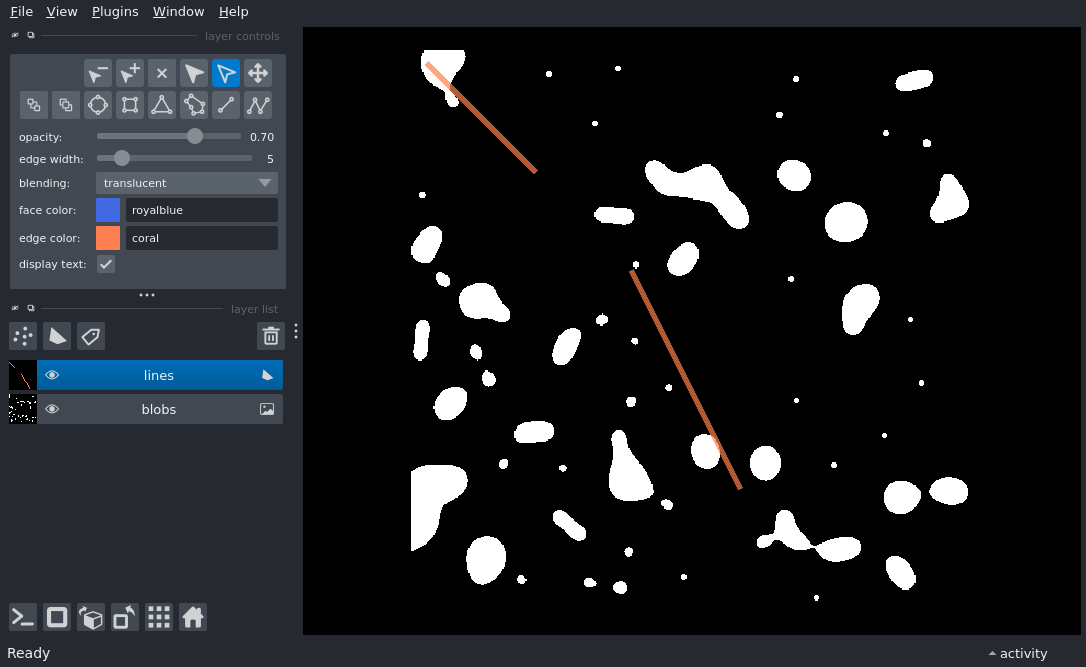 File View Plugins Window Help
layer controls
opacity: 0.70
edge width: 5
blending: translucent
face color: royalblue
edge color: coral
display text:
layer list
lines
blobs
Ready
activity